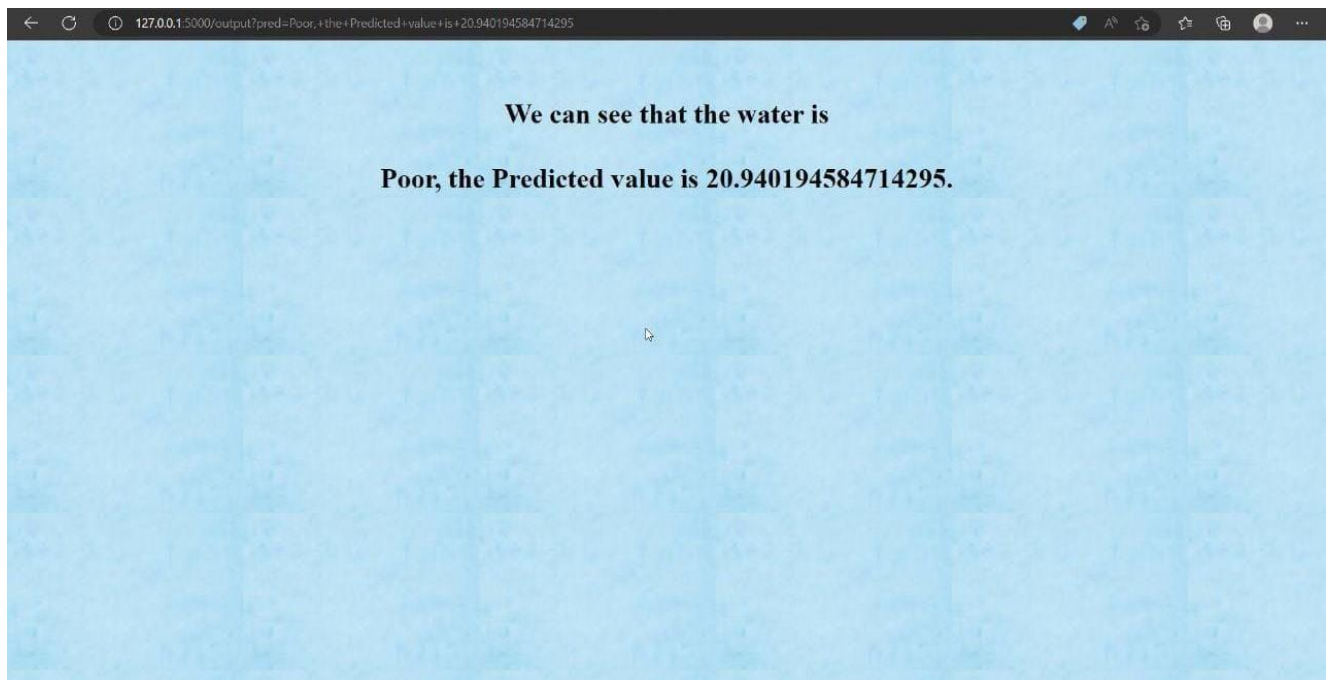 127.0.0.1:5000/output?pred=Poor,+the+Predicted+value+is+20.940194584714295
We can see that the water is
Poor, the Predicted value is 20.940194584714295.